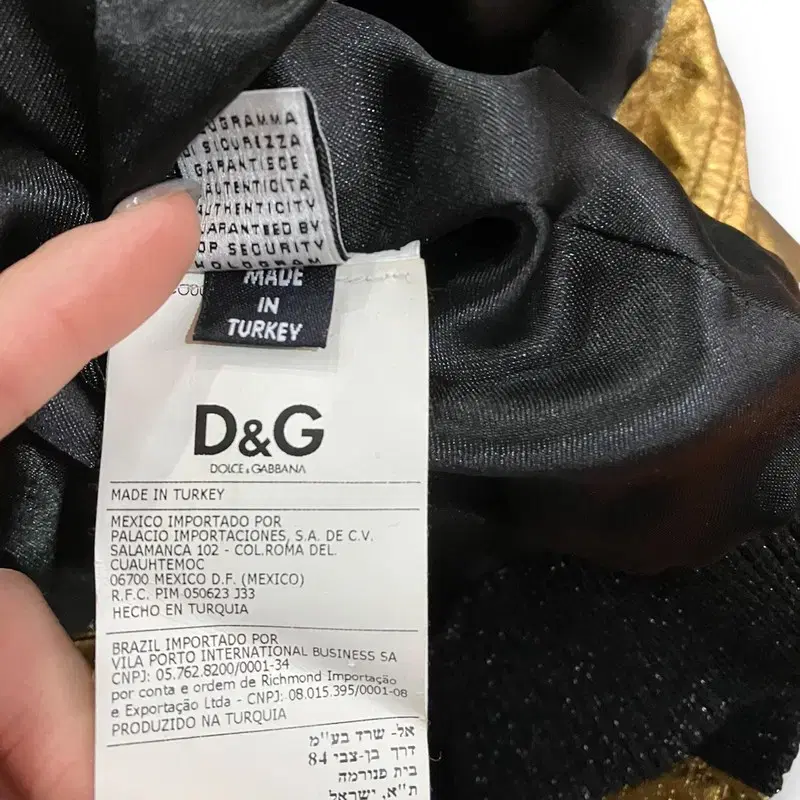 OGRAMMA
DI SICUREZZA
GARANTISCE
AUTENTICITÀ
AUTHENTICITY
UARANTEED BY
OP SECURITY
HOLOGRAM
MADE
IN
TURKEY
D&G
DOLCE & GABBANA
MADE IN TURKEY
MEXICO IMPORTADO POR
PALACIO IMPORTACIONES, S.A. DE C.V.
SALAMANCA 102 - COL.ROMA DEL.
CUAUHTEMOC
06700 MEXICO D.F. (MEXICO)
R.F.C. PIM 050623 J33
HECHO EN TURQUIA
BRAZIL IMPORTADO POR
VILA PORTO INTERNATIONAL BUSINESS SA
CNPJ: 05.762.8200/0001-34
por conta e ordem de Richmond Importação
e Exportação Ltda - CNPJ: 08.015.395/0001-08
PRODUZIDO NA TURQUIA
אל- שרד בע"מ
דרך בן-צבי 84
בית פנורמה
ת"א, ישראל